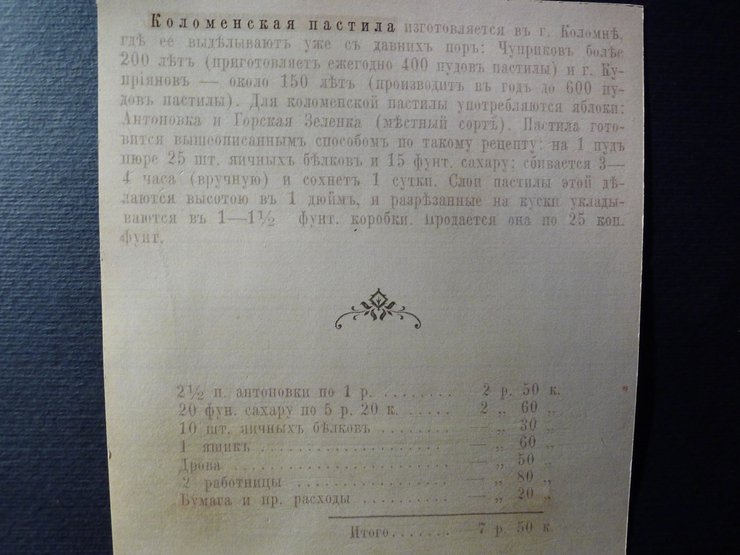 Коломенская пастила изготовляется въ г. Коломнѣ,
гдѣ ее выдѣлываютъ уже съ давнихъ поръ: Чуприковъ болѣе
200 лѣтъ (приготовляетъ ежегодно 400 пудовъ пастилы) и г. Ку-
пріяновъ — около 150 лѣтъ (производитъ въ годъ до 600 пу-
довъ пастилы). Для коломенской пастилы употребляются яблоки:
Антоновка и Горская Зеленка (мѣстный сортъ). Пастила гото-
вится вышеописаннымъ способомъ по такому рецепту: на 1 пудъ
пюре 25 шт. яичныхъ бѣлковъ и 15 фунт. сахару; сбивается 3—
4 часа (вручную) и сохнетъ 1 сутки. Слои пастилы этой дѣ-
лаются высотою въ 1 дюймъ, и разрѣзанные на куски уклады-
ваются въ 1—1½ фунт. коробки. Продается она по 25 коп.
фунт.
2½ п. антоновки по 1 р. ........ 2 р. 50 к.
20 фун. сахару по 5 р. 20 к. ...... 2 „ 60 „
10 шт. яичныхъ бѣлковъ ......... — „ 30 „
1 ящикъ ................ — „ 60 „
Дрова .................. — „ 50 „
2 работницы .............. — „ 80 „
Бумага и пр. расходы .......... — „ 20 „
Итого ........ 7 р. 50 к.